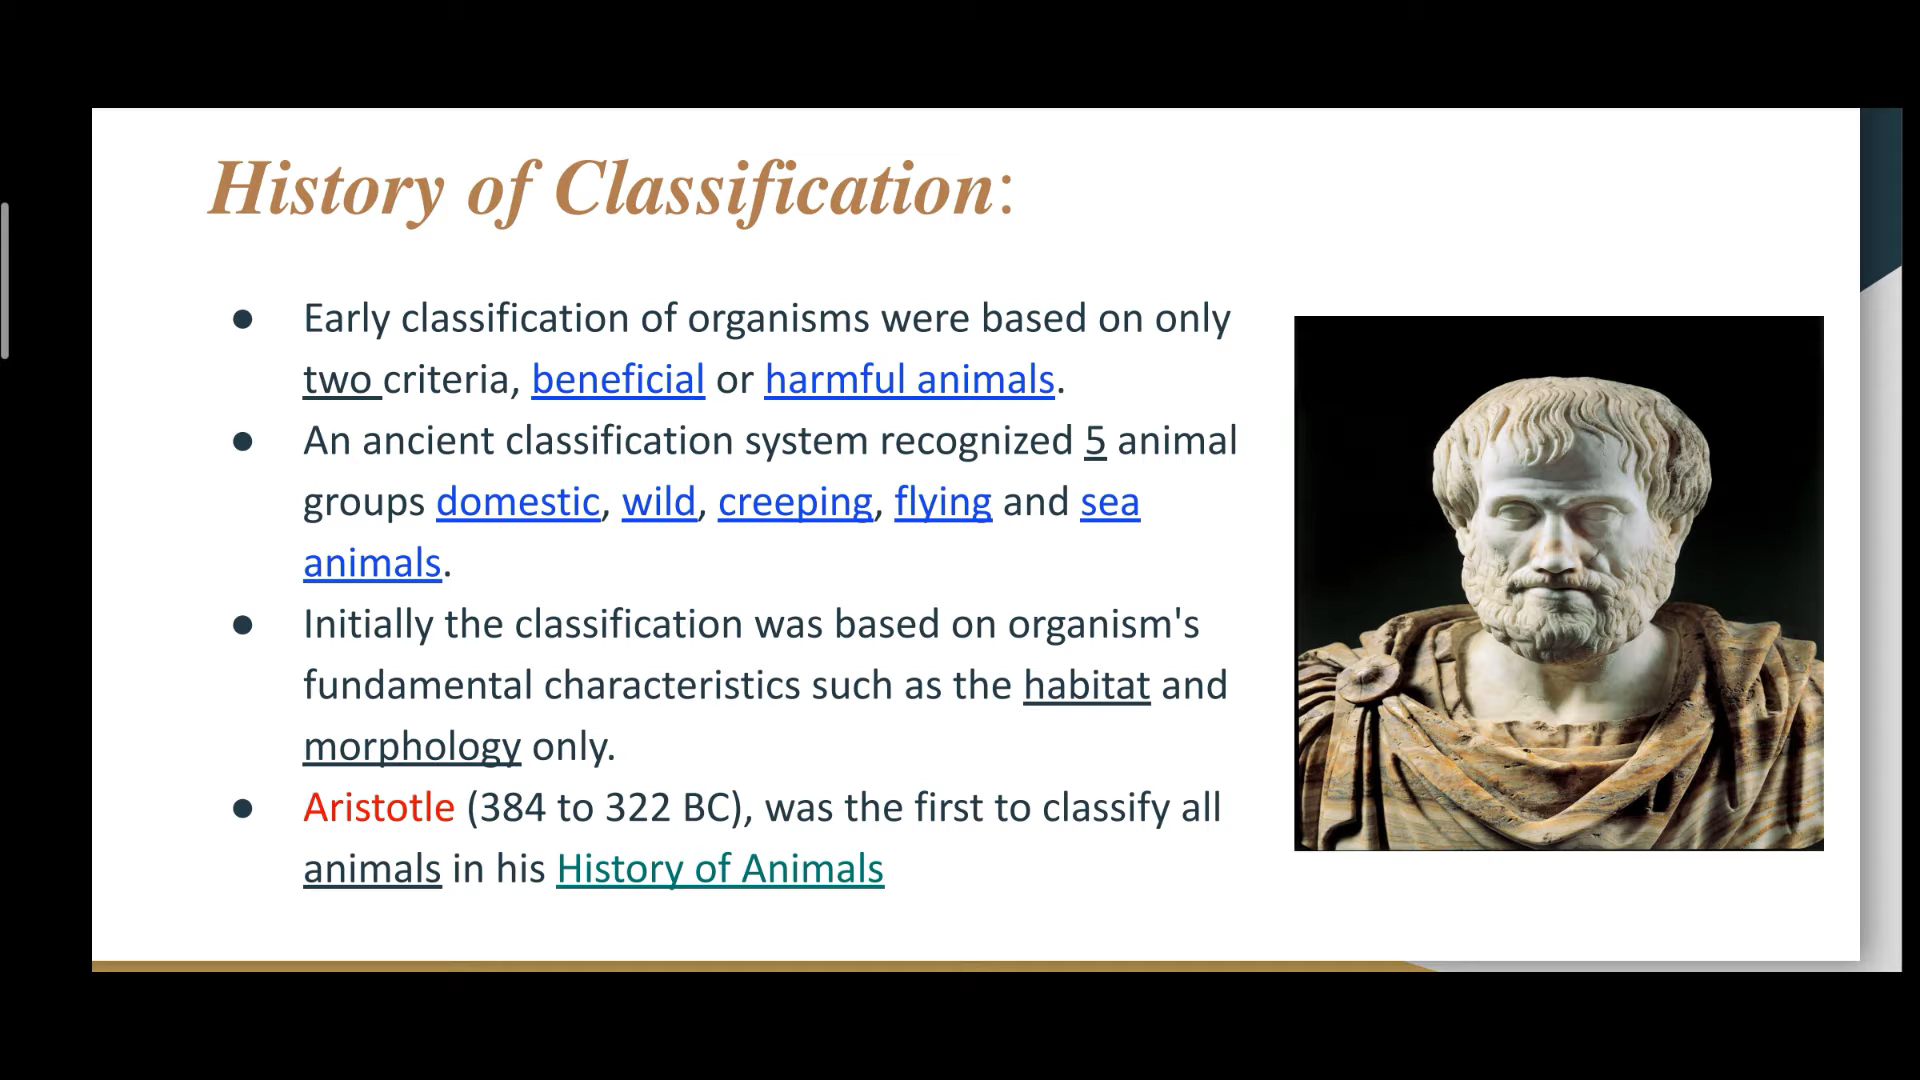 History of Classification:
● Early classification of organisms were based on only
two criteria, beneficial or harmful animals.
● An ancient classification system recognized 5 animal
groups domestic, wild, creeping, flying and sea
animals.
● Initially the classification was based on organism's
fundamental characteristics such as the habitat and
morphology only.
● Aristotle (384 to 322 BC), was the first to classify all
animals in his History of Animals